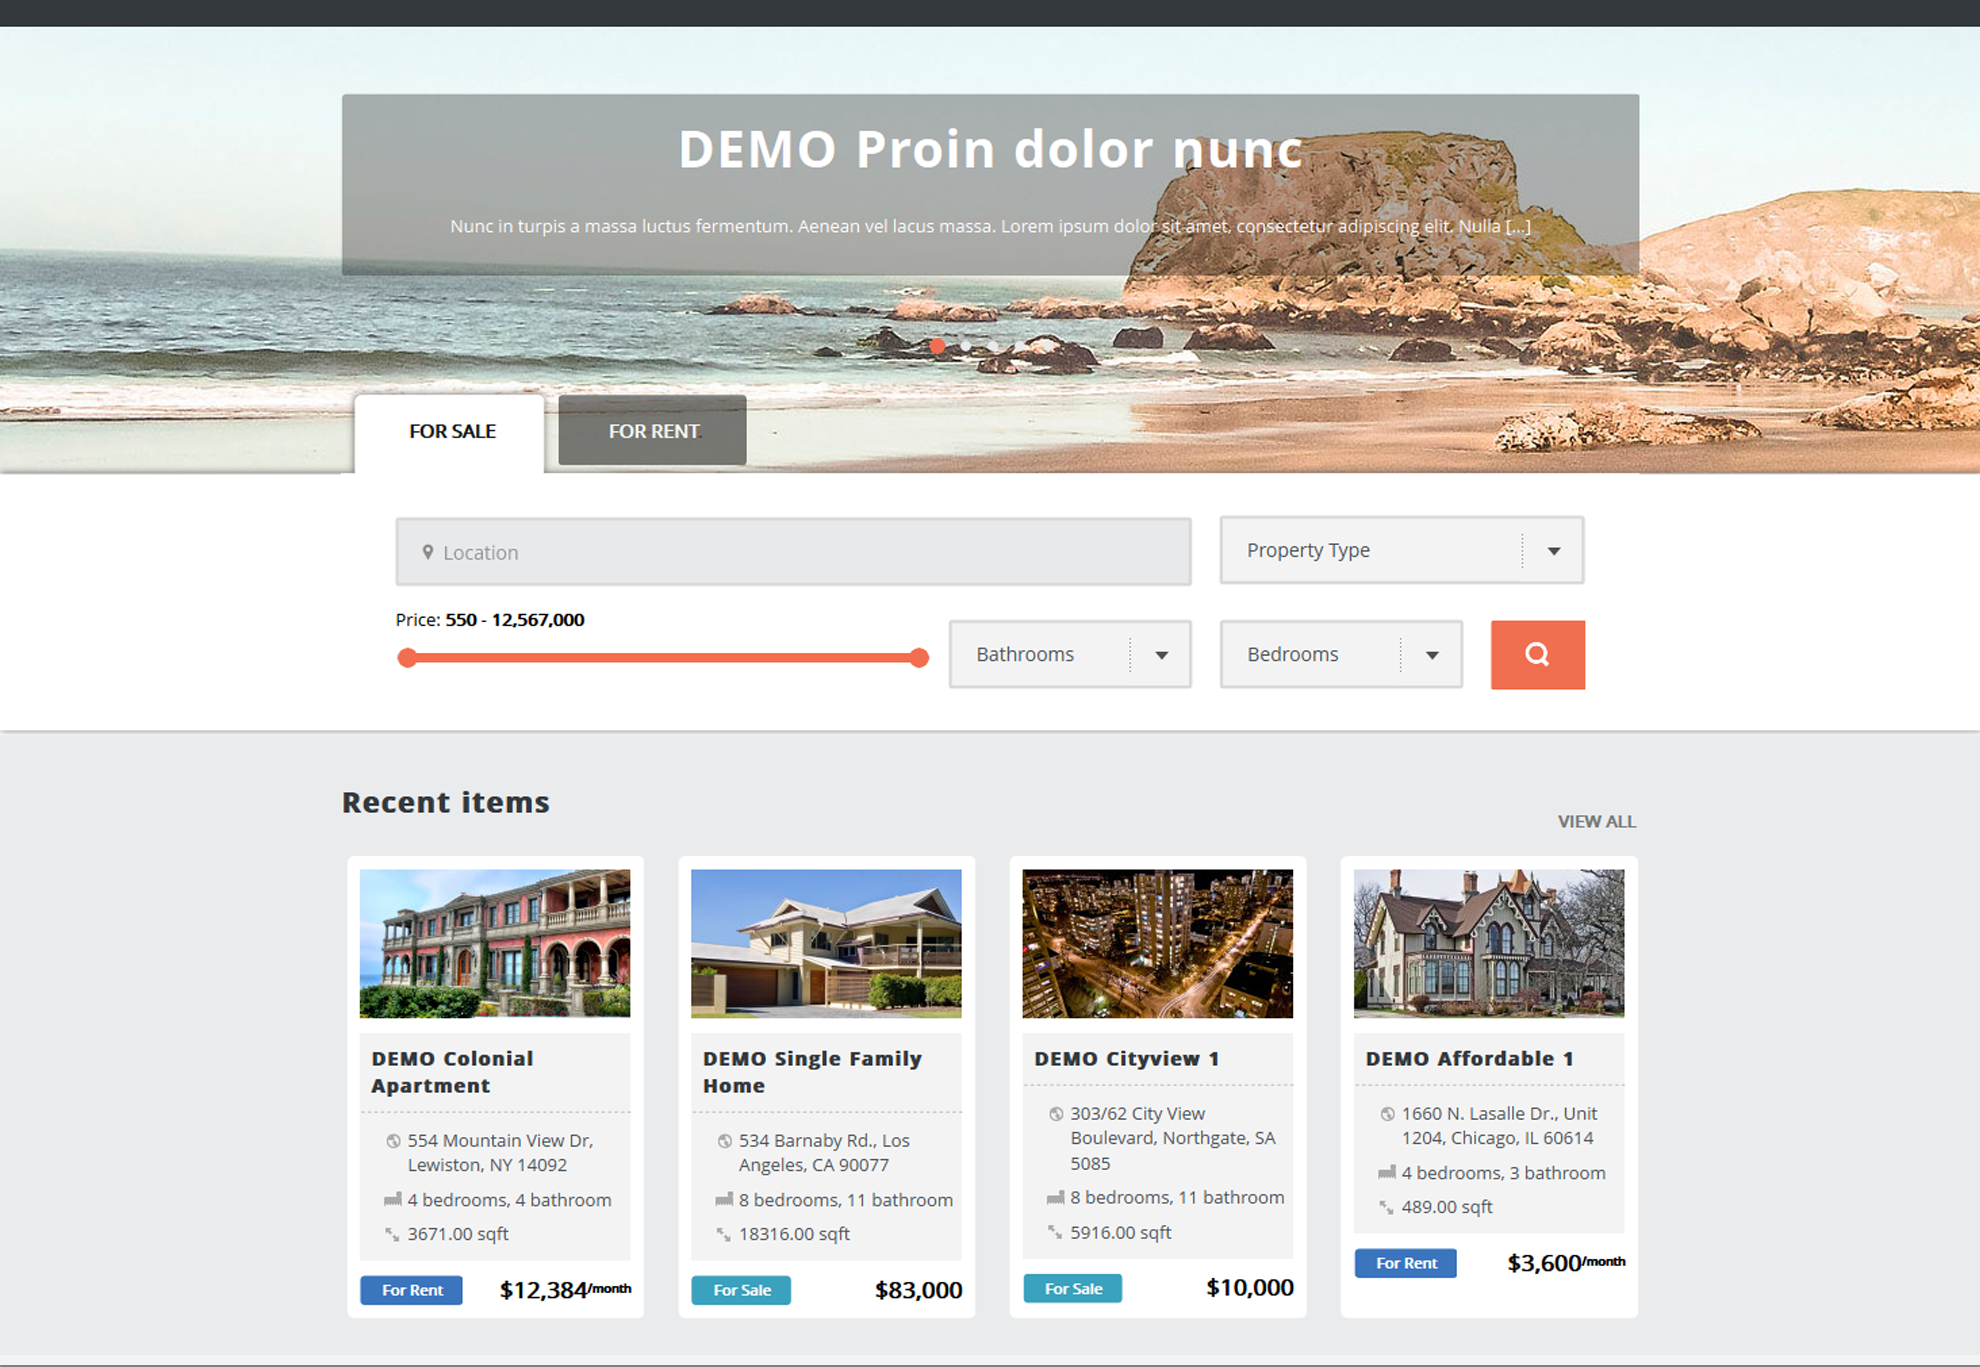 DEMO Proin dolor nunc
Nunc in turpis a massa luctus fermentum. Aenean vel lacus massa. Lorem ipsum dolor sit amet, consectetur adipiscing elit. Nulla [...]
FOR SALE
FOR RENT
Location
Property Type
Price: 550 - 12,567,000
Bathrooms
Bedrooms
Recent items
VIEW ALL
DEMO Colonial
Apartment
554 Mountain View Dr,
Lewiston, NY 14092
4 bedrooms, 4 bathroom
3671.00 sqft
For Rent
$12,384/month
DEMO Single Family
Home
534 Barnaby Rd., Los
Angeles, CA 90077
8 bedrooms, 11 bathroom
18316.00 sqft
For Sale
$83,000
DEMO Cityview 1
303/62 City View
Boulevard, Northgate, SA
5085
8 bedrooms, 11 bathroom
5916.00 sqft
For Sale
$10,000
DEMO Affordable 1
1660 N. Lasalle Dr., Unit
1204, Chicago, IL 60614
4 bedrooms, 3 bathroom
489.00 sqft
For Rent
$3,600/month